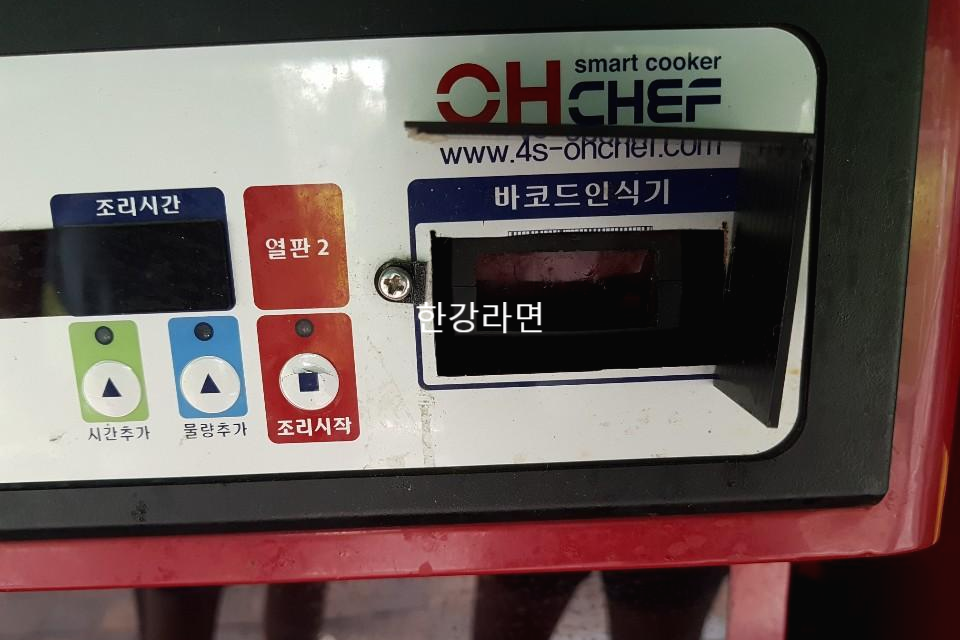 smart cooker
OHCHEF
www.4s-ohchef.com
바코드인식기
조리시간
열판 2
한강라면
시간추가
물량추가
조리시작